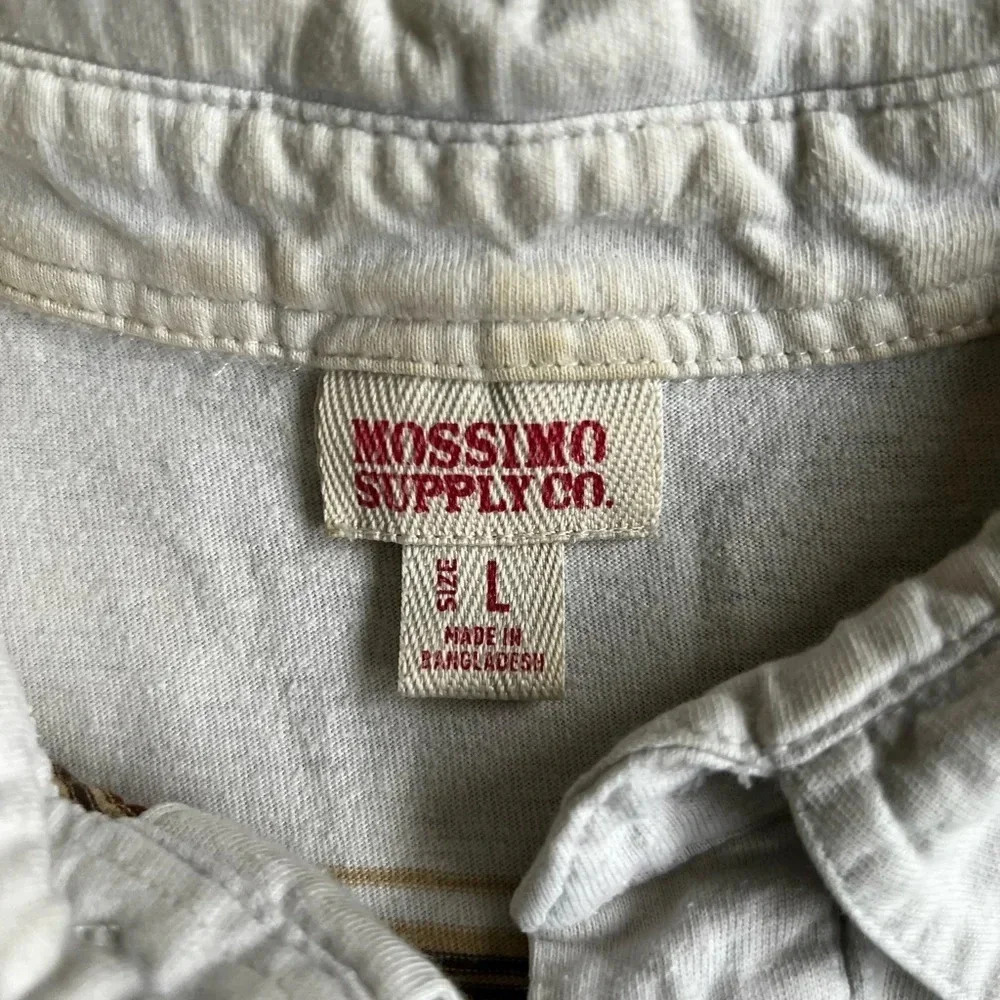 MOSSIMO
SUPPLY CO.
SIZE L
MADE IN
BANGLADESH